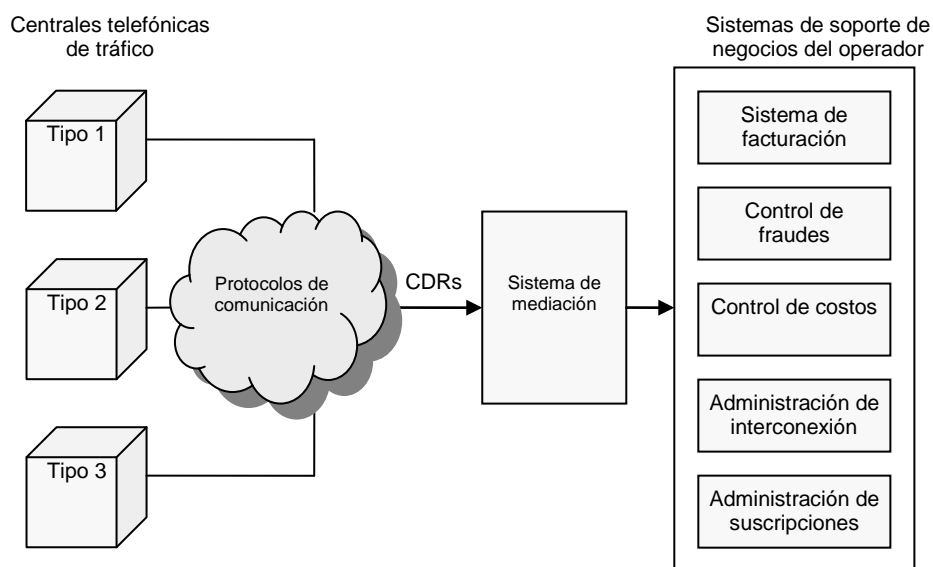 Centrales telefónicas
de tráfico
Sistemas de soporte de
negocios del operador
Tipo 1
Tipo 2
Tipo 3
Protocolos de
comunicación
CDRs
Sistema de
mediación
Sistema de
facturación
Control de
fraudes
Control de costos
Administración de
interconexión
Administración de
suscripciones